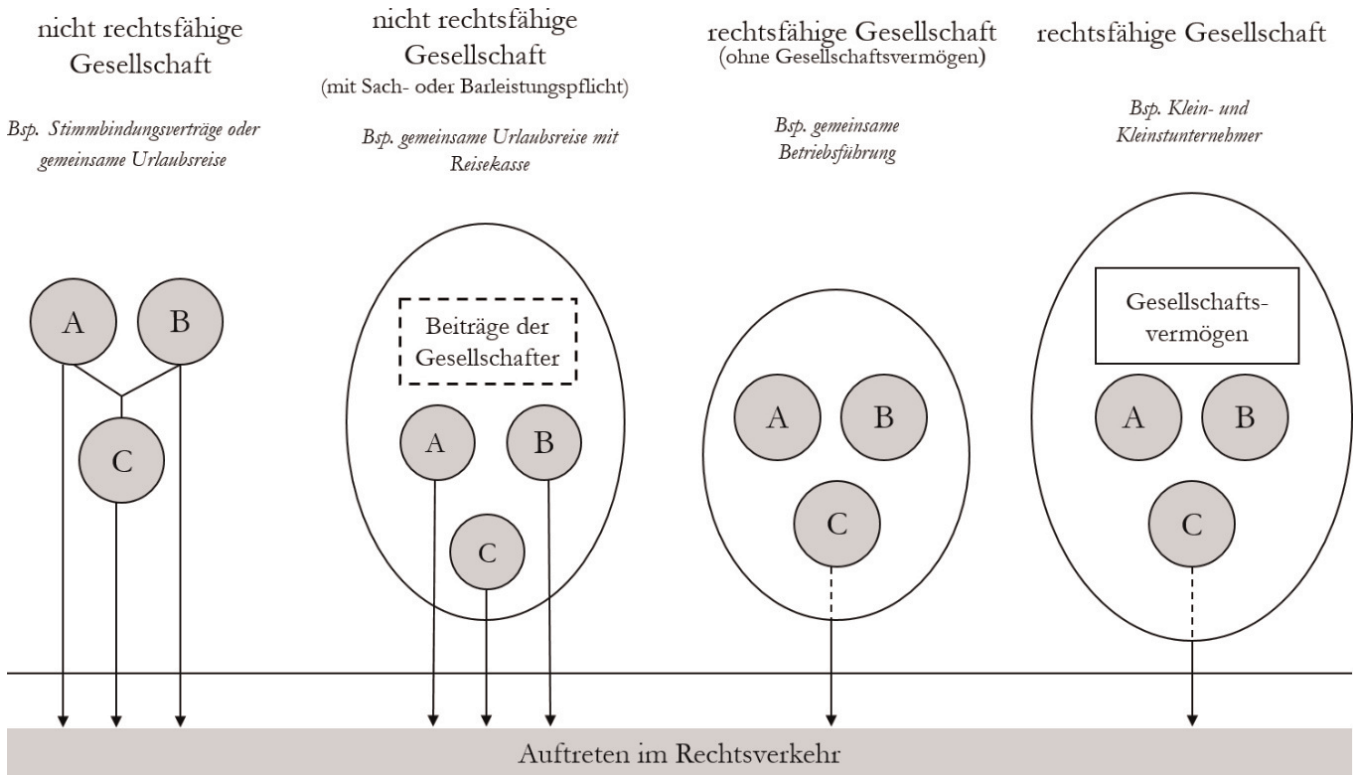 nicht rechtsfähige
Gesellschaft
Bsp. Stimmbindungsverträge oder
gemeinsame Urlaubsreise
A
B
C
nicht rechtsfähige
Gesellschaft
(mit Sach- oder Barleistungspflicht)
Bsp. gemeinsame Urlaubsreise mit
Reisekasse
Beiträge der
Gesellschafter
A
B
C
rechtsfähige Gesellschaft
(ohne Gesellschaftsvermögen)
Bsp. gemeinsame
Betriebsführung
A
B
C
rechtsfähige Gesellschaft
Bsp. Klein- und
Kleinstunternehmer
Gesellschafts-
vermögen
A
B
C
Auftreten im Rechtsverkehr